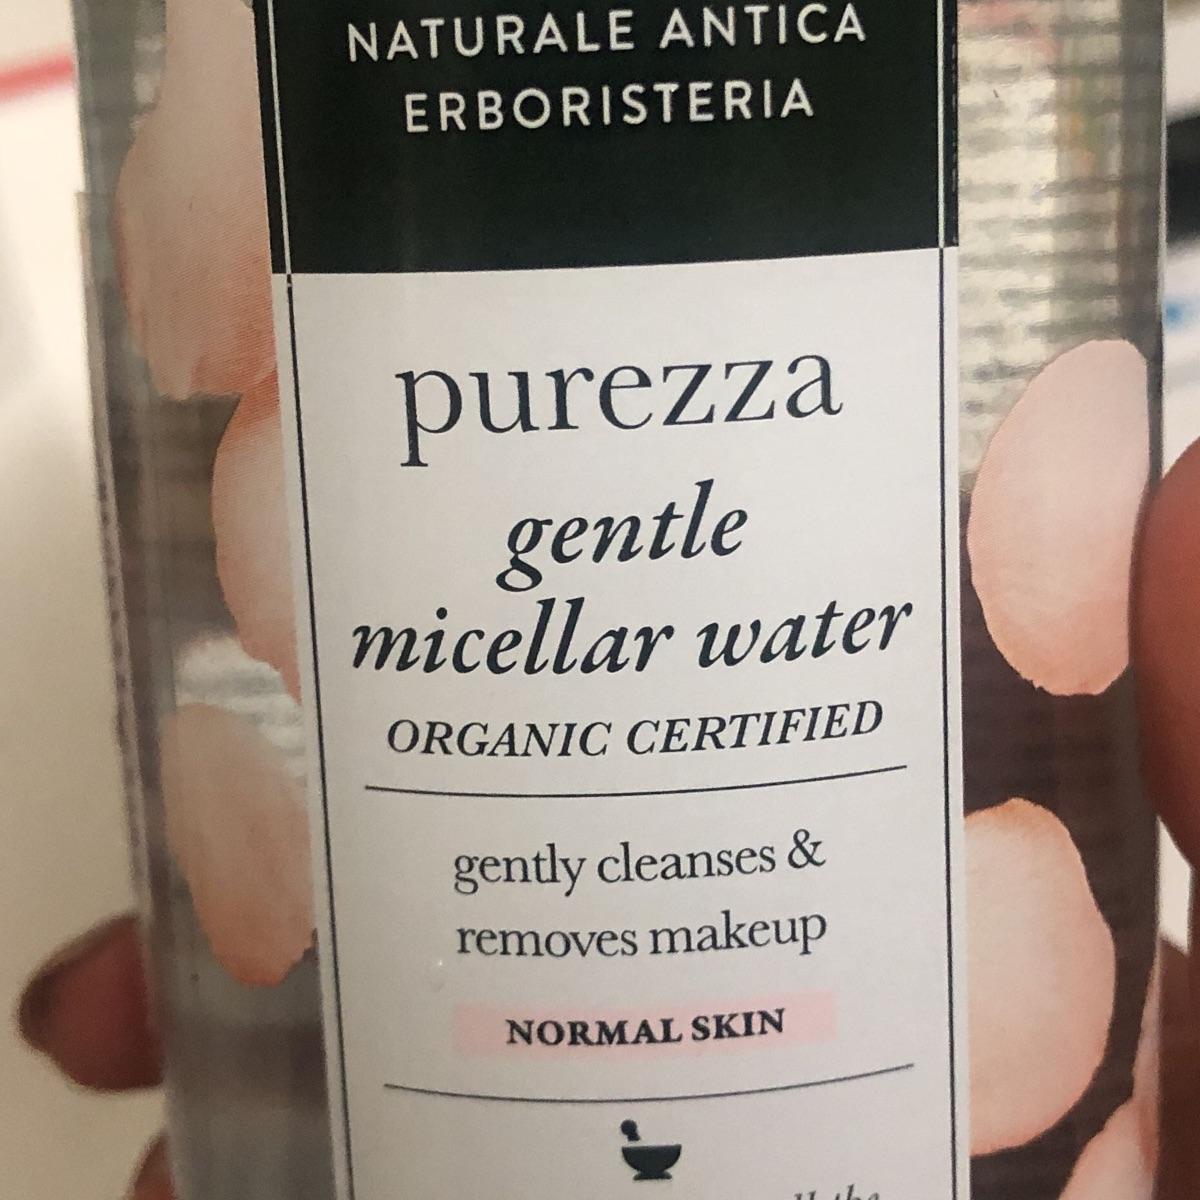 NATURALE ANTICA
ERBORISTERIA
purezza
gentle
micellar water
ORGANIC CERTIFIED
gently cleanses &
removes makeup
NORMAL SKIN